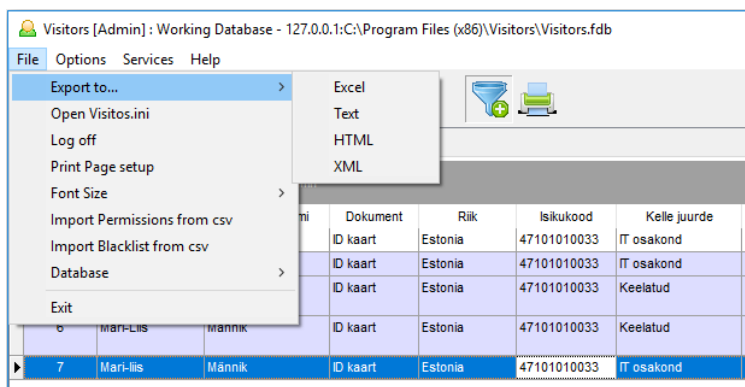 Visitors [Admin] : Working Database - 127.0.0.1:C:\Program Files (x86)\Visitors\Visitors.fdb
File Options Services Help
Export to... Excel
Open Visitos.ini Text
Log off HTML
Print Page setup XML
Font Size
Import Permissions from csv
Import Blacklist from csv
Database
Exit
Dokument Riik Isikukood Kelle juurde
ID kaart Estonia 47101010033 IT osakond
ID kaart Estonia 47101010033 IT osakond
ID kaart Estonia 47101010033 Keelatud
6 Mari-Liis Männik ID kaart Estonia 47101010033 Keelatud
7 Mari-liis Männik ID kaart Estonia 47101010033 IT osakond